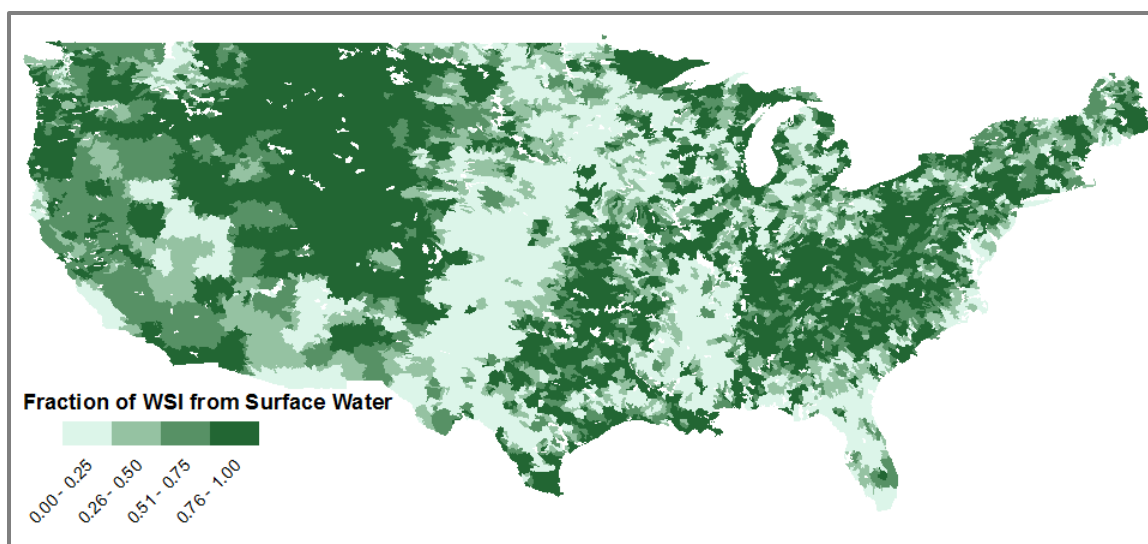 Fraction of WSI from Surface Water
0.00- 0.25
0.26- 0.50
0.51- 0.75
0.76- 1.00